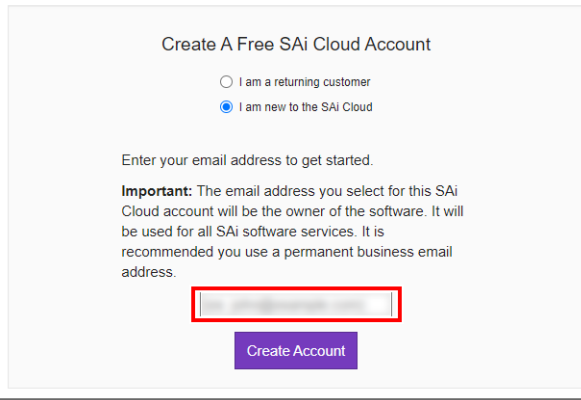 Create A Free SAi Cloud Account
I am a returning customer
I am new to the SAi Cloud
Enter your email address to get started.
Important: The email address you select for this SAi
Cloud account will be the owner of the software. It will
be used for all SAi software services. It is
recommended you use a permanent business email
address.
Create Account